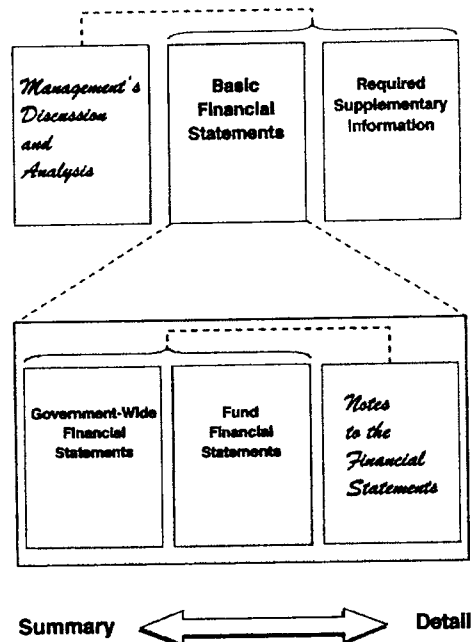 Management's
Discussion
and
Analysis
Basic
Financial
Statements
Required
Supplementary
Information
Government-Wide
Financial
Statements
Fund
Financial
Statements
Notes
to the
Financial
Statements
Summary
Detail